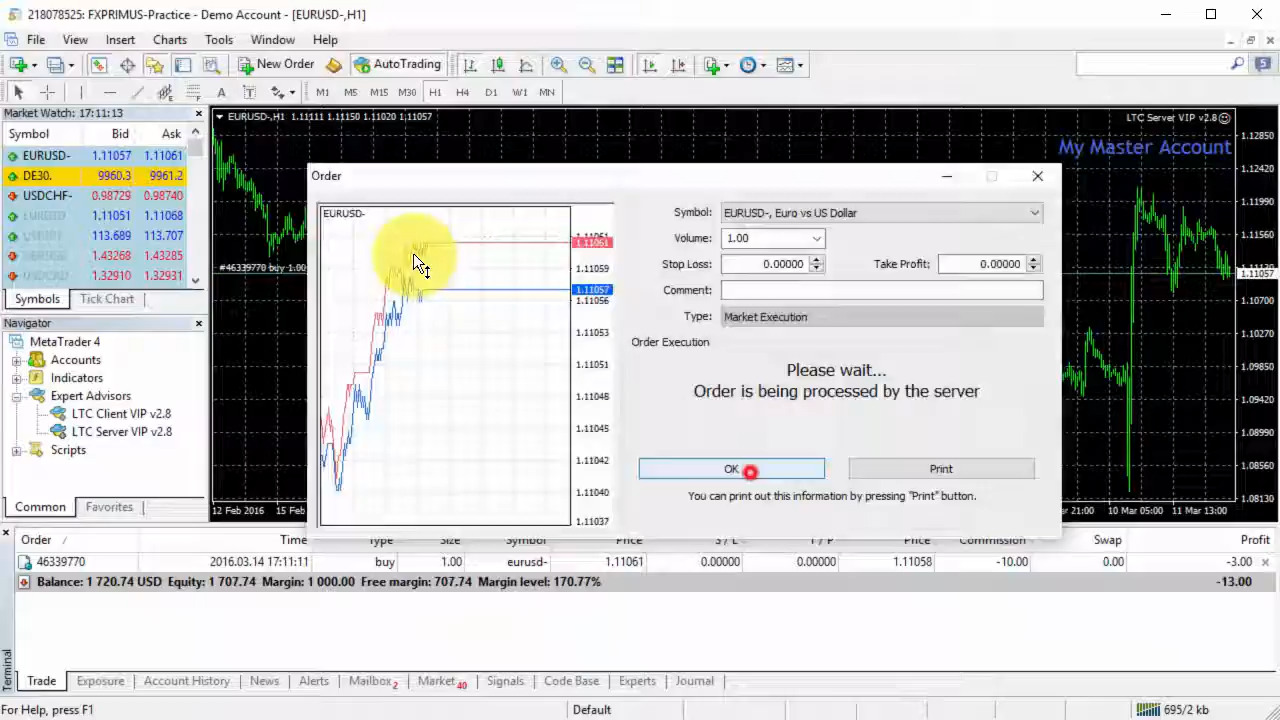 218078525: FXPRIMUS-Practice - Demo Account - [EURUSD-,H1]
File View Insert Charts Tools Window Help
New Order AutoTrading 5
A T M1 M5 M15 M30 H1 H4 D1 W1 MN
Market Watch: 17:11:13
Symbol Bid Ask
EURUSD- 1.11057 1.11061
DE30. 9960.3 9961.2
USDCHF- 0.98729 0.98740
1.11051 1.11068
113.689 113.707
1.43268 1.43285
1.32910 1.32931
Symbols Tick Chart
Navigator
MetaTrader 4
Accounts
Indicators
Expert Advisors
LTC Client VIP v2.8
LTC Server VIP v2.8
Scripts
Common Favorites
EURUSD-,H1 1.11111 1.11150 1.11020 1.11057
LTC Server VIP v2.8
My Master Account
#46339770 buy 1.00
1.12850
1.12420
1.11990
1.11560
1.11057
1.10700
1.10270
1.09850
1.09420
1.08990
1.08560
1.08130
12 Feb 2016 15 Feb
21:00 10 Mar 05:00 11 Mar 13:00
Order
EURUSD-
1.11061
1.11059
1.11057
1.11056
1.11053
1.11051
1.11048
1.11045
1.11042
1.11040
1.11037
Symbol: EURUSD-, Euro vs US Dollar
Volume: 1.00
Stop Loss: 0.00000 Take Profit: 0.00000
Comment:
Type: Market Execution
Order Execution
Please wait...
Order is being processed by the server
OK Print
You can print out this information by pressing "Print" button.
Order / Time Type Size Symbol Price S / L T / P Price Commission Swap Profit
46339770 2016.03.14 17:11:11 buy 1.00 eurusd- 1.11061 0.00000 0.00000 1.11058 -10.00 0.00 -3.00
Balance: 1 720.74 USD Equity: 1 707.74 Margin: 1 000.00 Free margin: 707.74 Margin level: 170.77% -13.00
Terminal
Trade Exposure Account History News Alerts Mailbox 2 Market 40 Signals Code Base Experts Journal
For Help, press F1 Default 695/2 kb